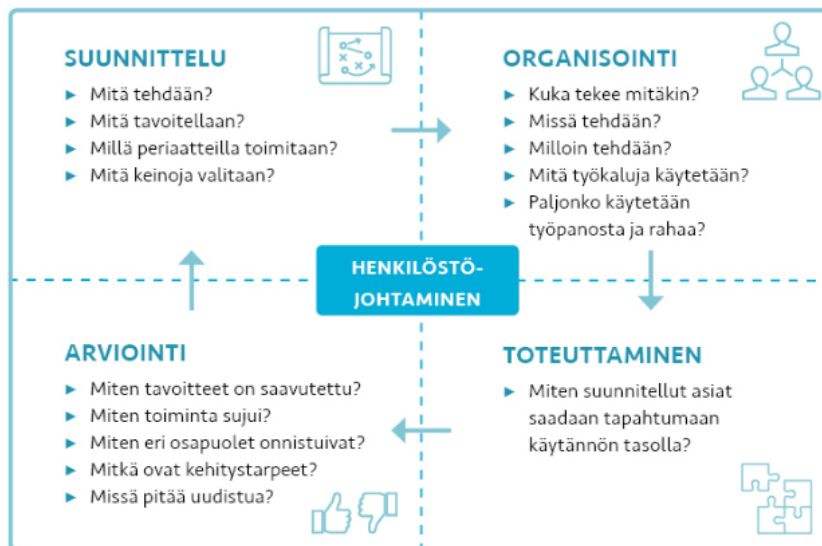 SUUNNITTELU
► Mitä tehdään?
► Mitä tavoitellaan?
► Millä periaatteilla toimitaan?
► Mitä keinoja valitaan?
ORGANISOINTI
► Kuka tekee mitäkin?
► Missä tehdään?
► Milloin tehdään?
► Mitä työkaluja käytetään?
► Paljonko käytetään
työpanosta ja rahaa?
HENKILÖSTÖ-
JOHTAMINEN
ARVIOINTI
► Miten tavoitteet on saavutettu?
► Miten toiminta sujui?
► Miten eri osapuolet onnistuivat?
► Mitkä ovat kehitystarpeet?
► Missä pitää uudistua?
TOTEUTTAMINEN
► Miten suunnitellut asiat
saadaan tapahtumaan
käytännön tasolla?